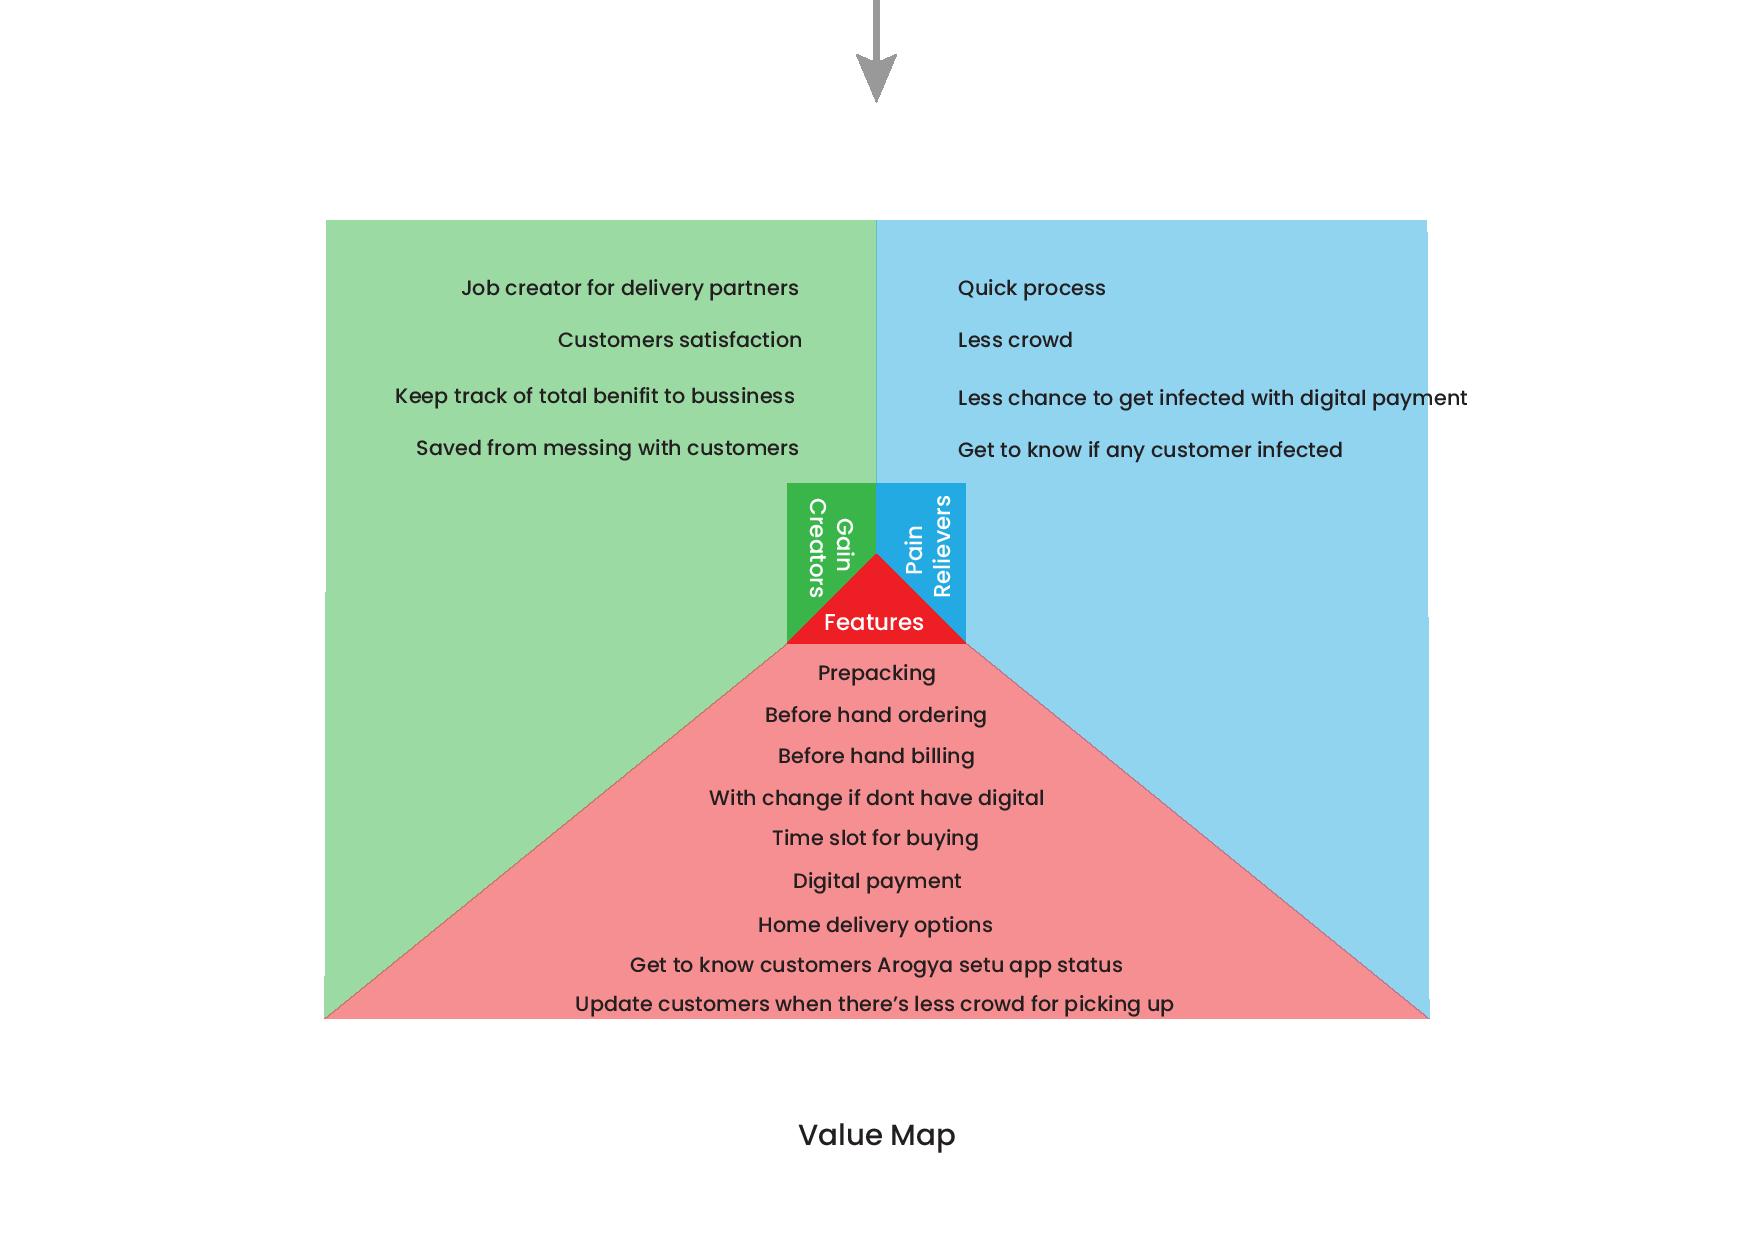 Job creator for delivery partners
Customers satisfaction
Keep track of total benifit to bussiness
Saved from messing with customers
Quick process
Less crowd
Less chance to get infected with digital payment
Get to know if any customer infected
Gain
Creators
Pain
Relievers
Features
Prepacking
Before hand ordering
Before hand billing
With change if dont have digital
Time slot for buying
Digital payment
Home delivery options
Get to know customers Arogya setu app status
Update customers when there’s less crowd for picking up
Value Map